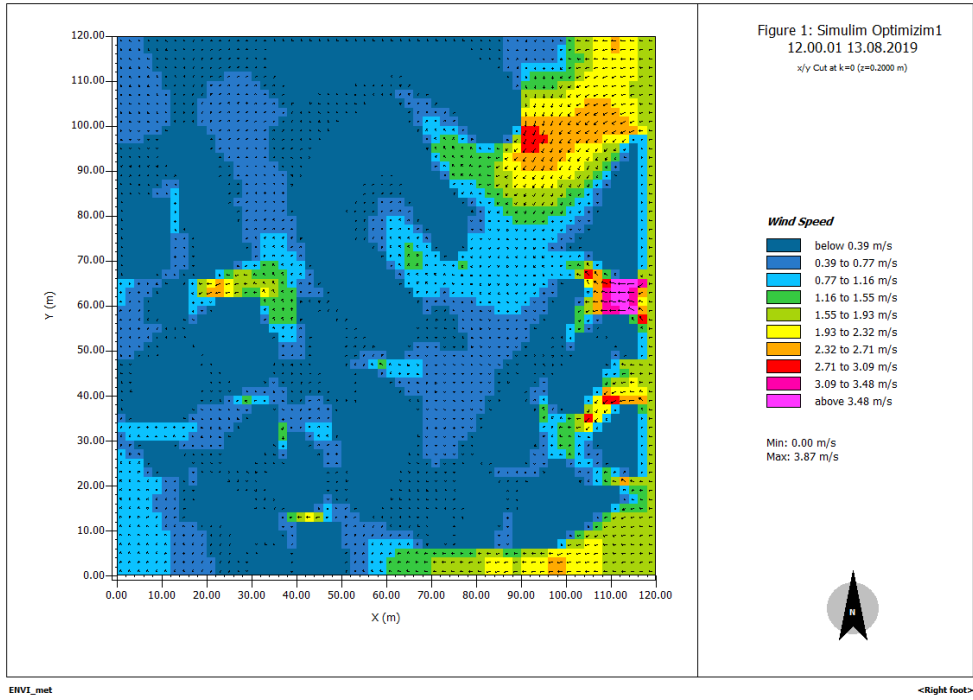 Figure 1: Simulim Optimizim1
12.00.01 13.08.2019
x/y Cut at k=0 (z=0.2000 m)
120.00
110.00
100.00
90.00
80.00
70.00
60.00
50.00
40.00
30.00
20.00
10.00
0.00
Y (m)
0.00 10.00 20.00 30.00 40.00 50.00 60.00 70.00 80.00 90.00 100.00 110.00 120.00
X (m)
Wind Speed
below 0.39 m/s
0.39 to 0.77 m/s
0.77 to 1.16 m/s
1.16 to 1.55 m/s
1.55 to 1.93 m/s
1.93 to 2.32 m/s
2.32 to 2.71 m/s
2.71 to 3.09 m/s
3.09 to 3.48 m/s
above 3.48 m/s
Min: 0.00 m/s
Max: 3.87 m/s
N
ENVI_met
<Right foot>